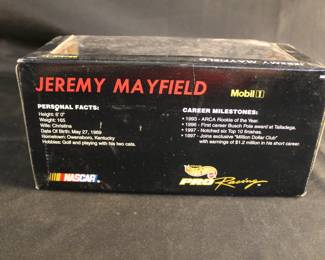 JEREMY MAYFIELD
Mobil 1
PERSONAL FACTS:
Height: 6' 0"
Weight: 165
Wife: Christina
Date Of Birth: May 27, 1969
Hometown: Owensboro, Kentucky
Hobbies: Golf and playing with his two cats.
CAREER MILESTONES:
• 1993 - ARCA Rookie of the Year.
• 1996 - First career Busch Pole award at Talladega.
• 1997 - Notched six Top 10 finishes.
• 1997 - Joins exclusive "Million Dollar Club"
with earnings of $1.2 million in his short career.
NASCAR
Hot Wheels
PRO Racing